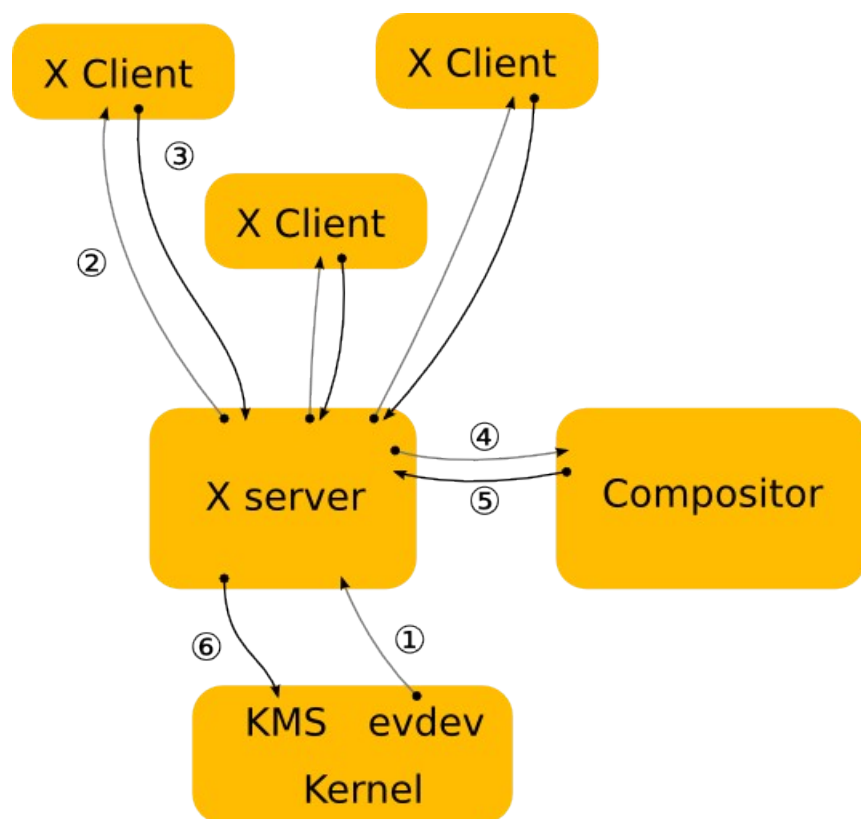 X Client
X Client
③
X Client
②
④
X server
Compositor
⑤
⑥
①
KMS evdev
Kernel